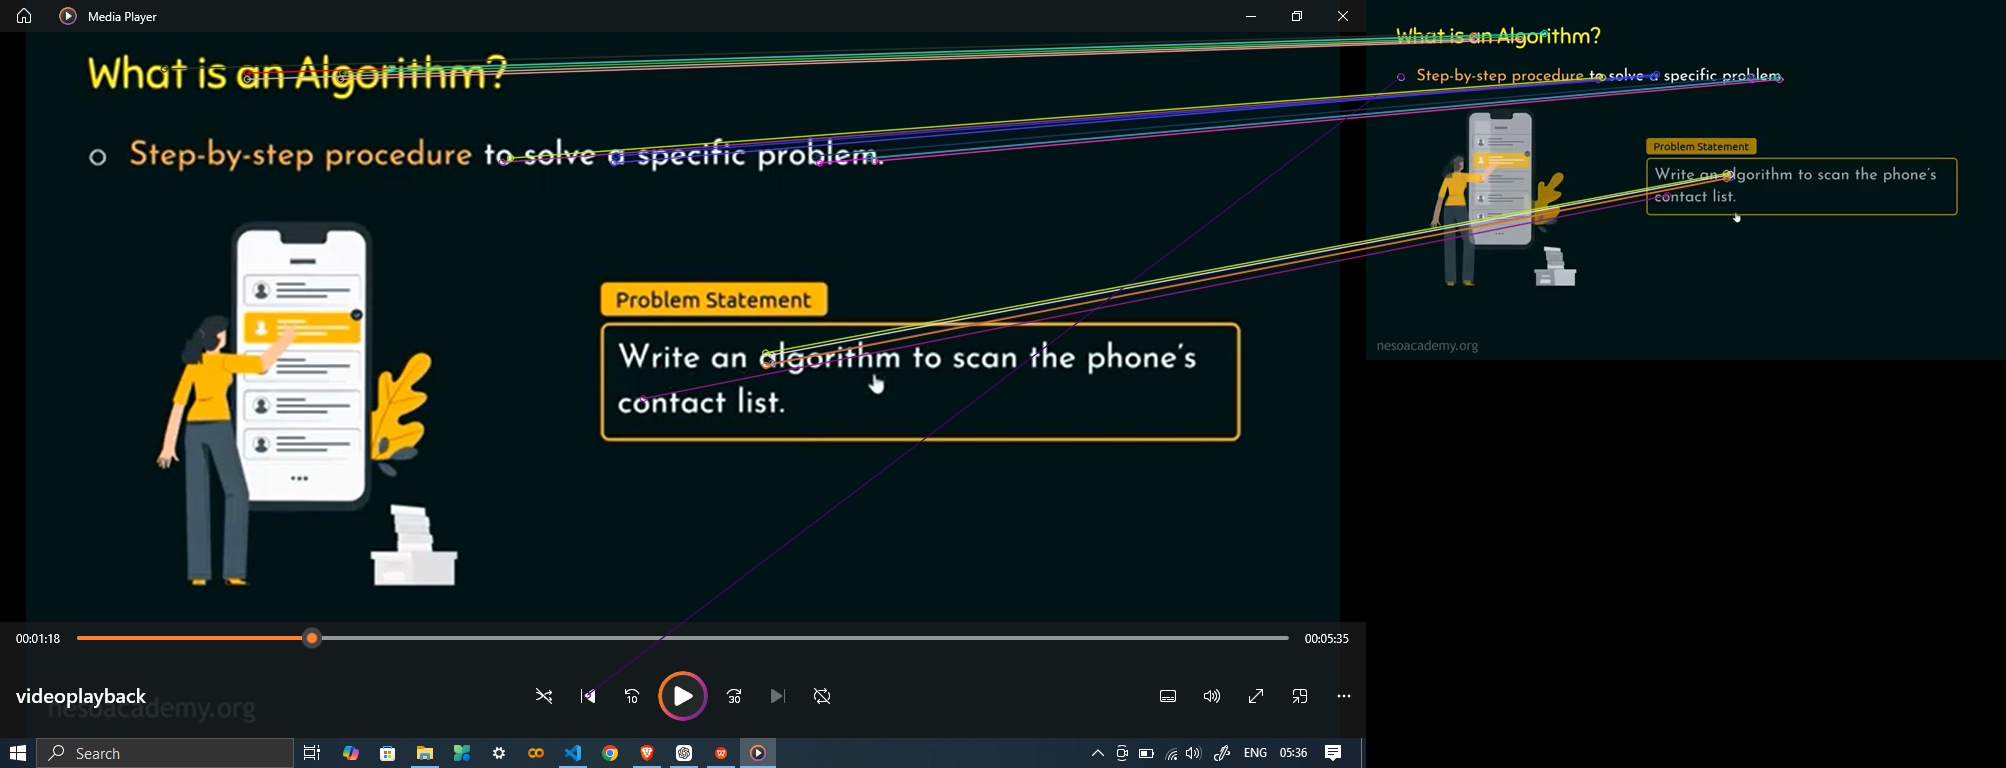 Media Player
What is an Algorithm?
Step-by-step procedure to solve a specific problem.
Problem Statement
Write an algorithm to scan the phone's
contact list.
00:01:18
00:05:35
videoplayback
10
30
nesoacademy.org
Search
ENG
05:36
What is an Algorithm?
Step-by-step procedure to solve a specific problem.
Problem Statement
Write an algorithm to scan the phone's
contact list.
nesoacademy.org